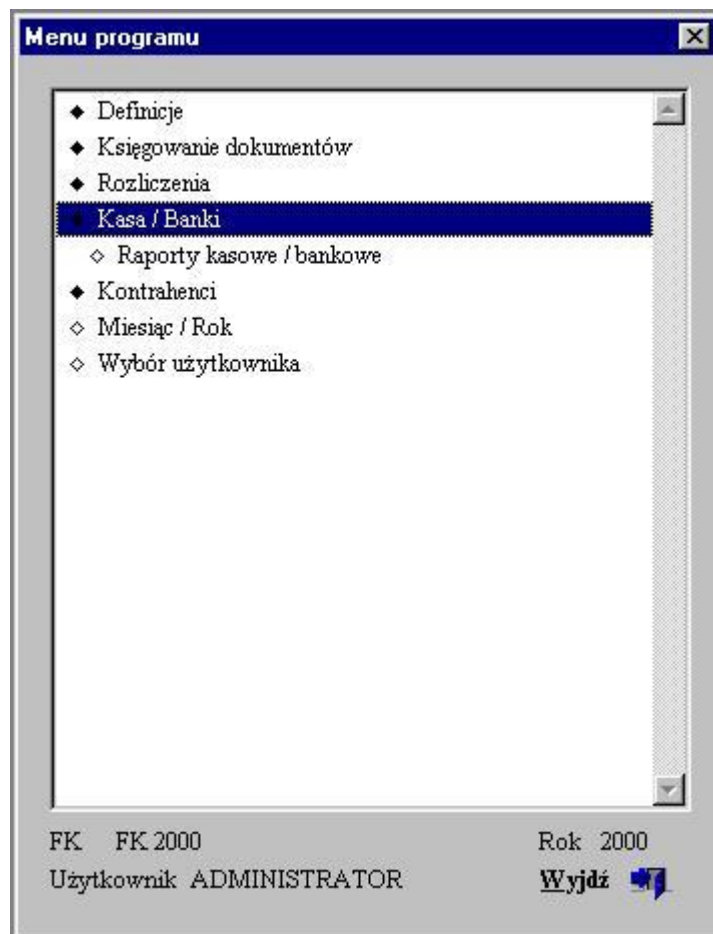 Menu programu
Definicje
Księgowanie dokumentów
Rozliczenia
Kasa / Banki
Raporty kasowe / bankowe
Kontrahenci
Miesiąc / Rok
Wybór użytkownika
FK FK 2000 Rok 2000
Użytkownik ADMINISTRATOR Wyjdź